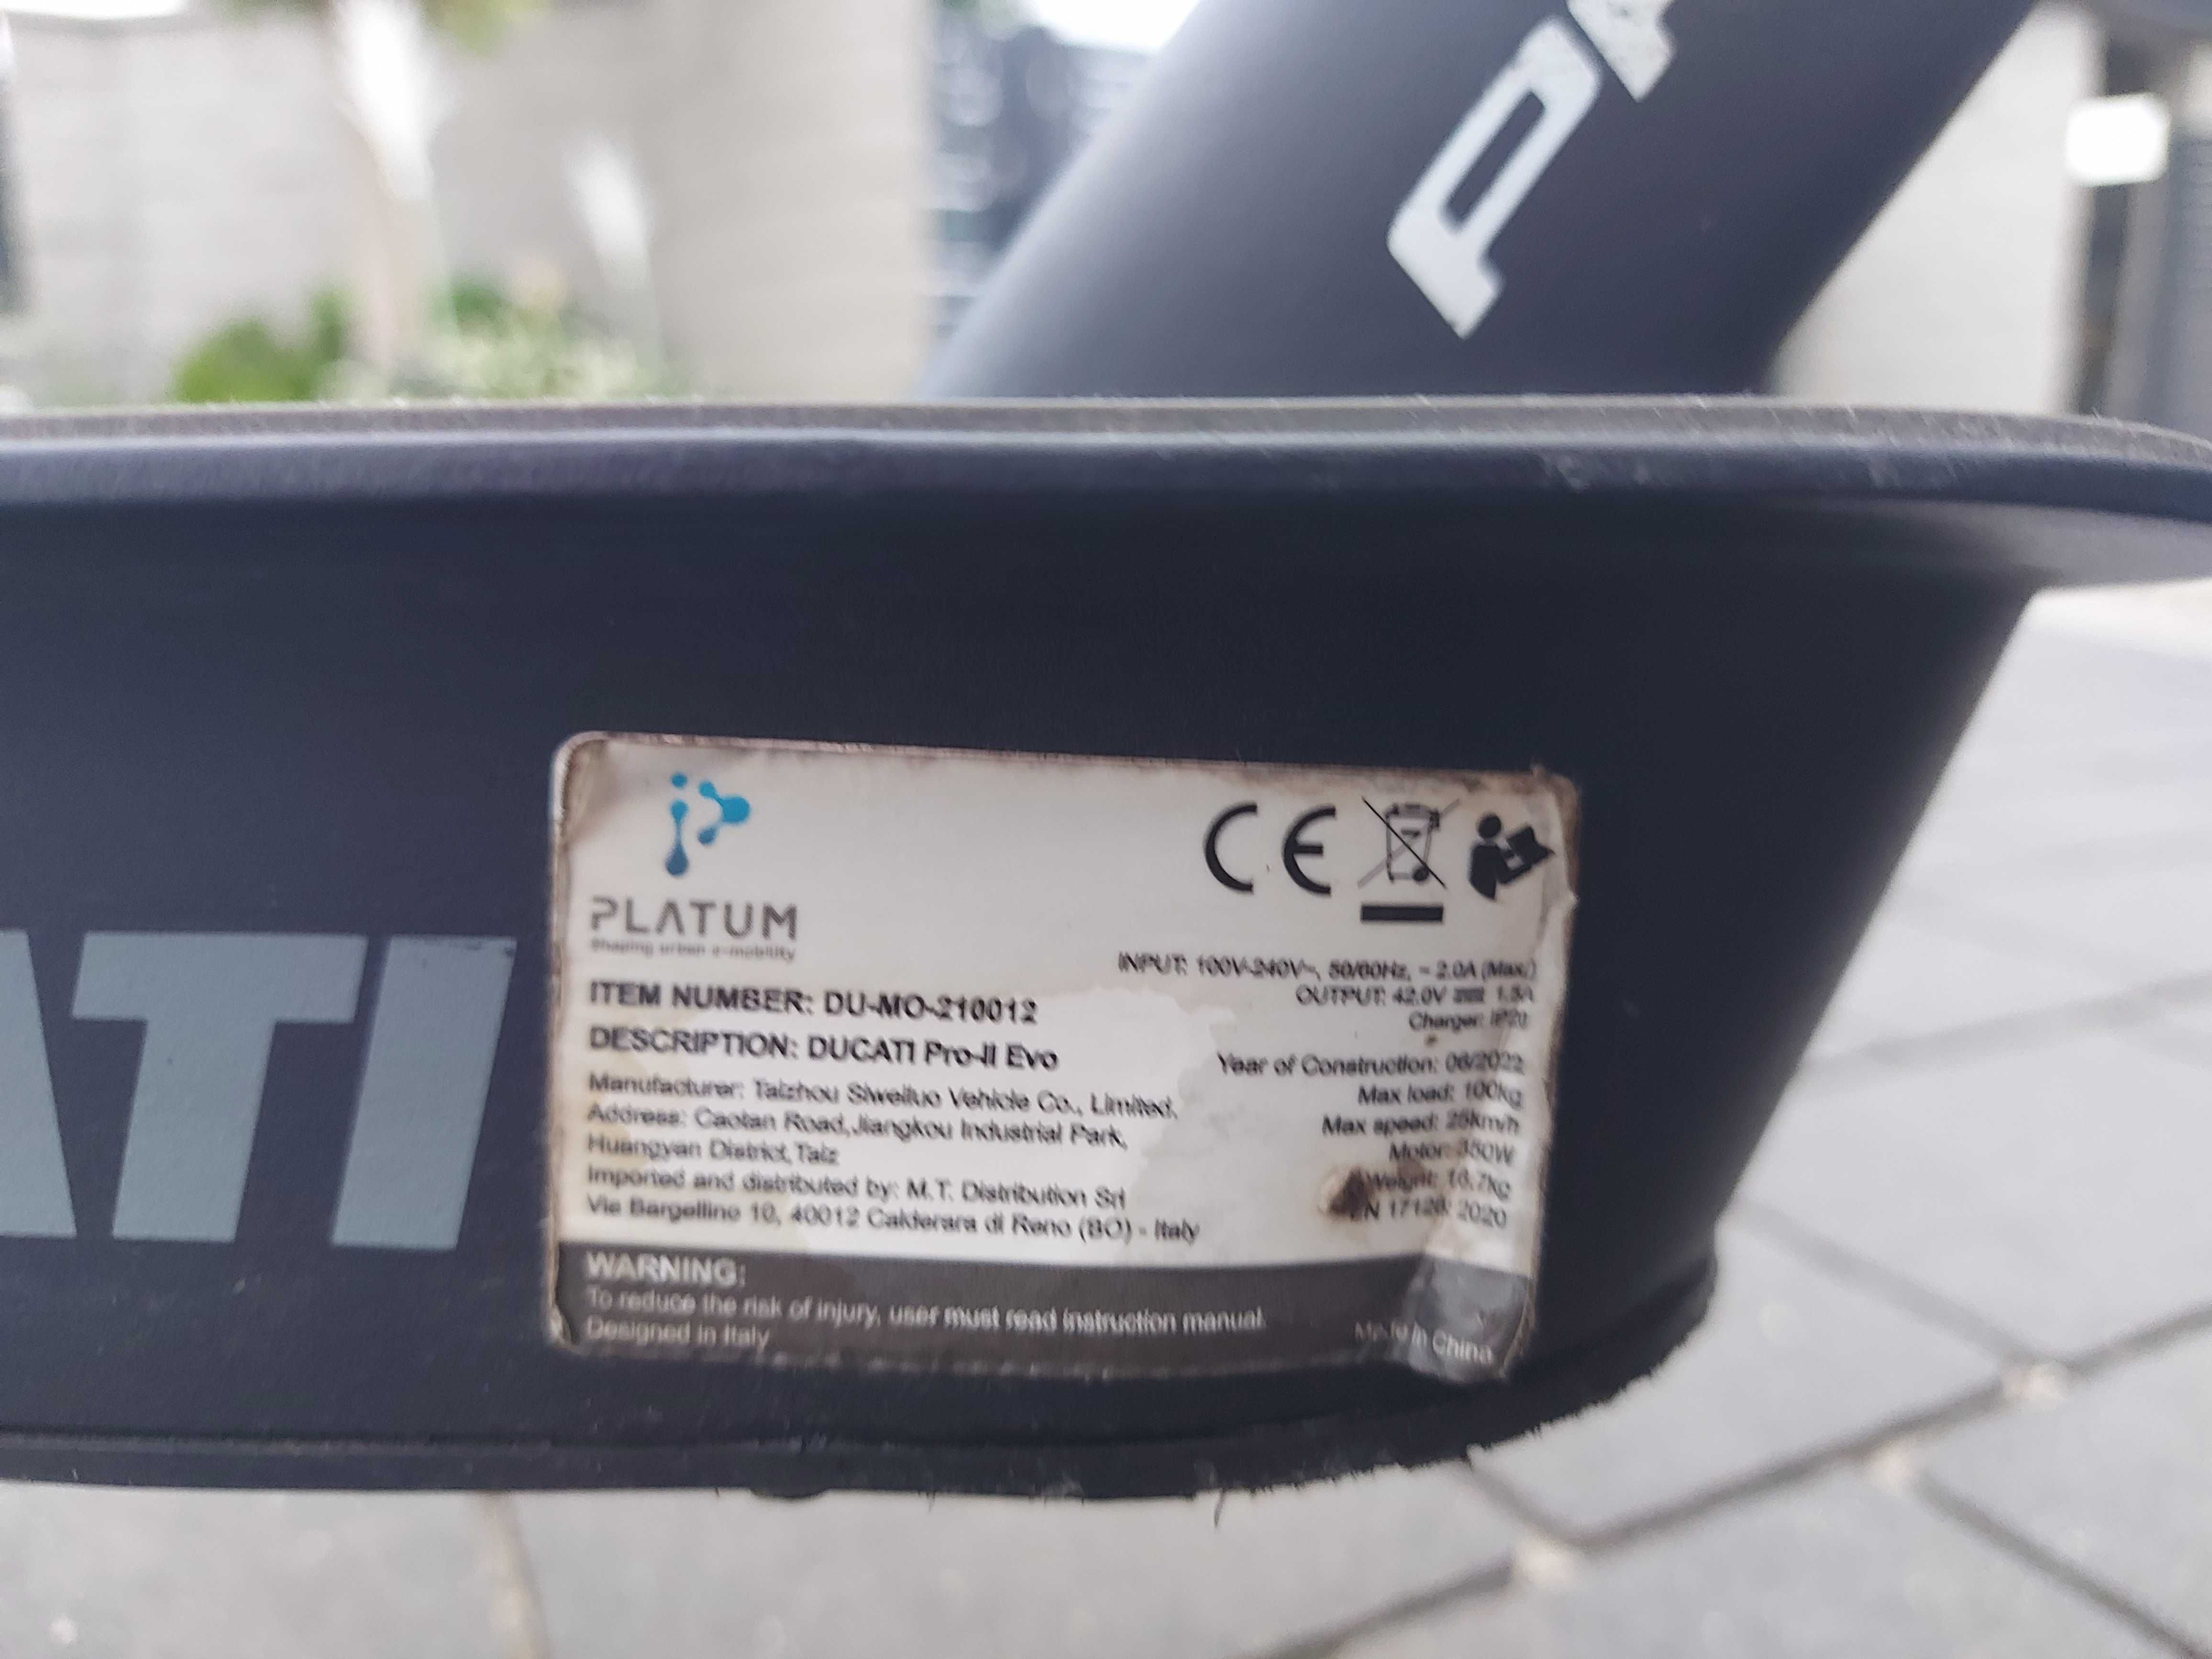 PR
ATI
PLATUM
Shaping urban e-mobility
CE
ITEM NUMBER: DU-MO-210012
DESCRIPTION: DUCATI Pro-II Evo
Manufacturer: Taizhou Siweiluo Vehicle Co., Limited,
Address: Caotan Road, Jiangkou Industrial Park,
Huangyan District, Taiz
Imported and distributed by: M.T. Distribution Srl
Via Bargellino 10, 40012 Calderara di Reno (BO) - Italy
INPUT: 100V-240V~, 50/60Hz, ~ 2.0A (Max.)
OUTPUT: 42.0V ⎓ 1.5A
Charger: IP20
Year of Construction: 06/2022
Max load: 100kg
Max speed: 25km/h
Motor: 350W
Weight: 16.7kg
EN 17128: 2020
WARNING:
To reduce the risk of injury, user must read instruction manual.
Designed in Italy
Made in China